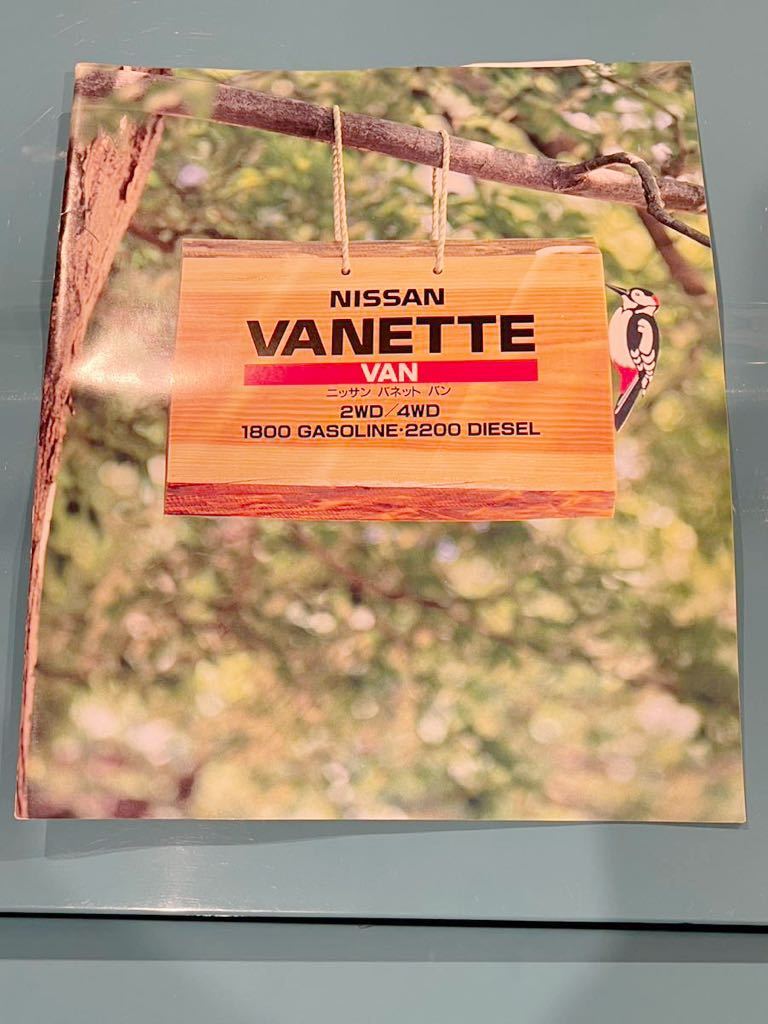 NISSAN
VANETTE
VAN
ニッサン バネット バン
2WD/4WD
1800 GASOLINE·2200 DIESEL